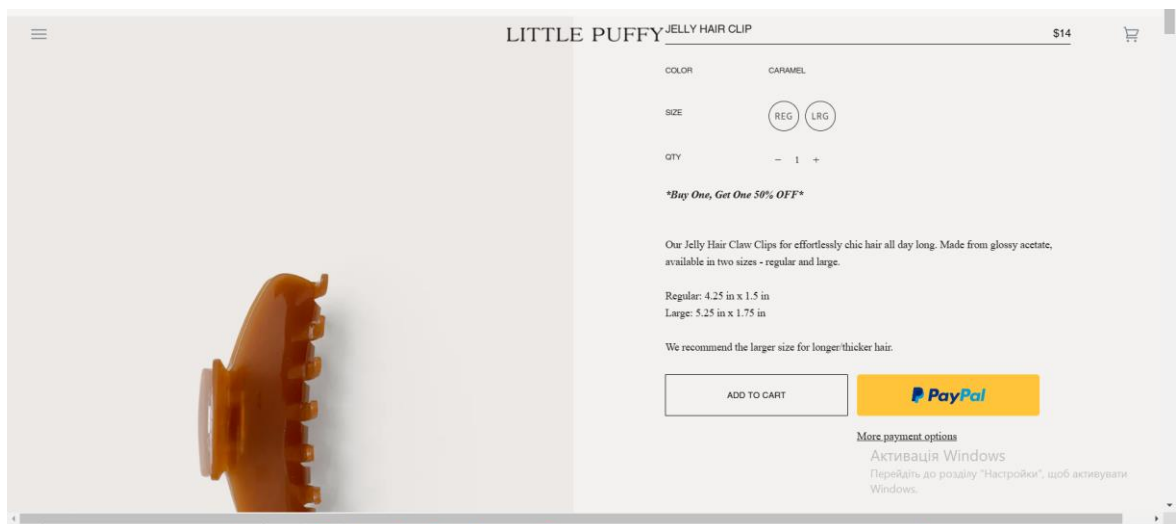 LITTLE PUFFY
JELLY HAIR CLIP $14
COLOR CARAMEL
SIZE REG LRG
QTY − 1 +
*Buy One, Get One 50% OFF*
Our Jelly Hair Claw Clips for effortlessly chic hair all day long. Made from glossy acetate,
available in two sizes - regular and large.
Regular: 4.25 in x 1.5 in
Large: 5.25 in x 1.75 in
We recommend the larger size for longer/thicker hair.
ADD TO CART
PayPal
More payment options
Активація Windows
Перейдіть до розділу "Настройки", щоб активувати
Windows.